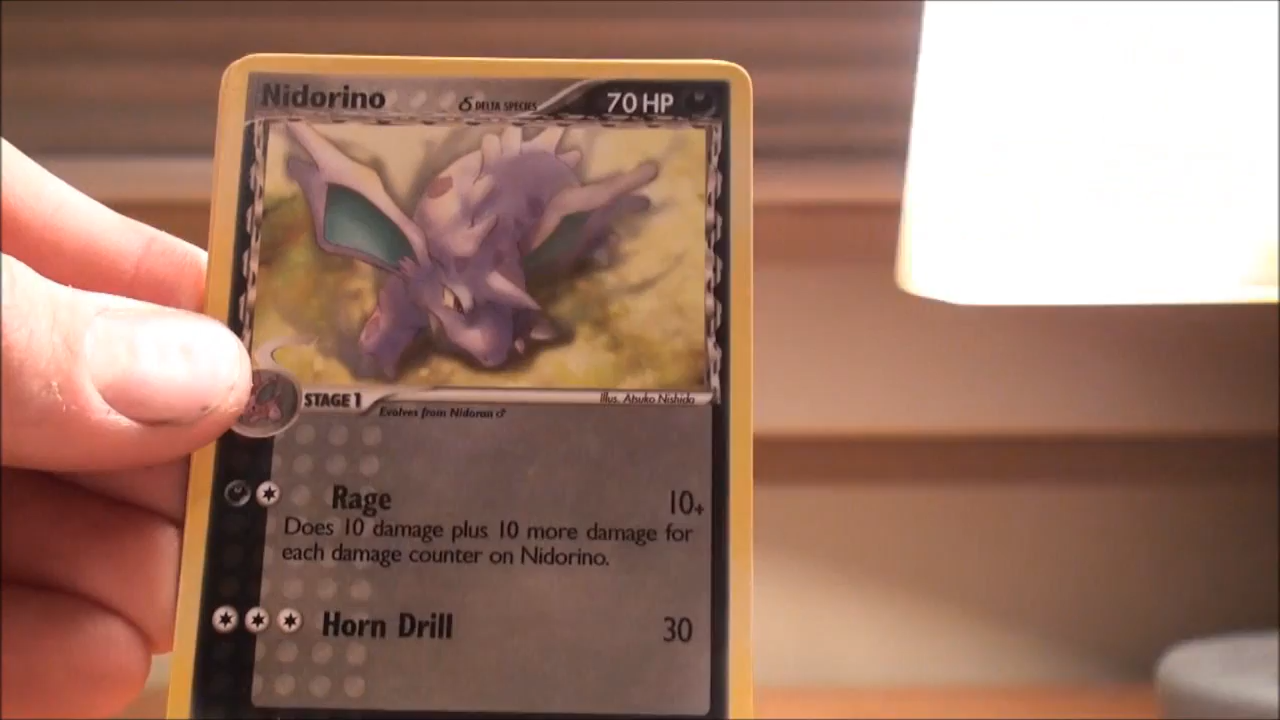 Nidorino δ DELTA SPECIES 70 HP
STAGE 1 Illus. Atsuko Nishida
Evolves from Nidoran ♂
Rage 10+
Does 10 damage plus 10 more damage for
each damage counter on Nidorino.
Horn Drill 30